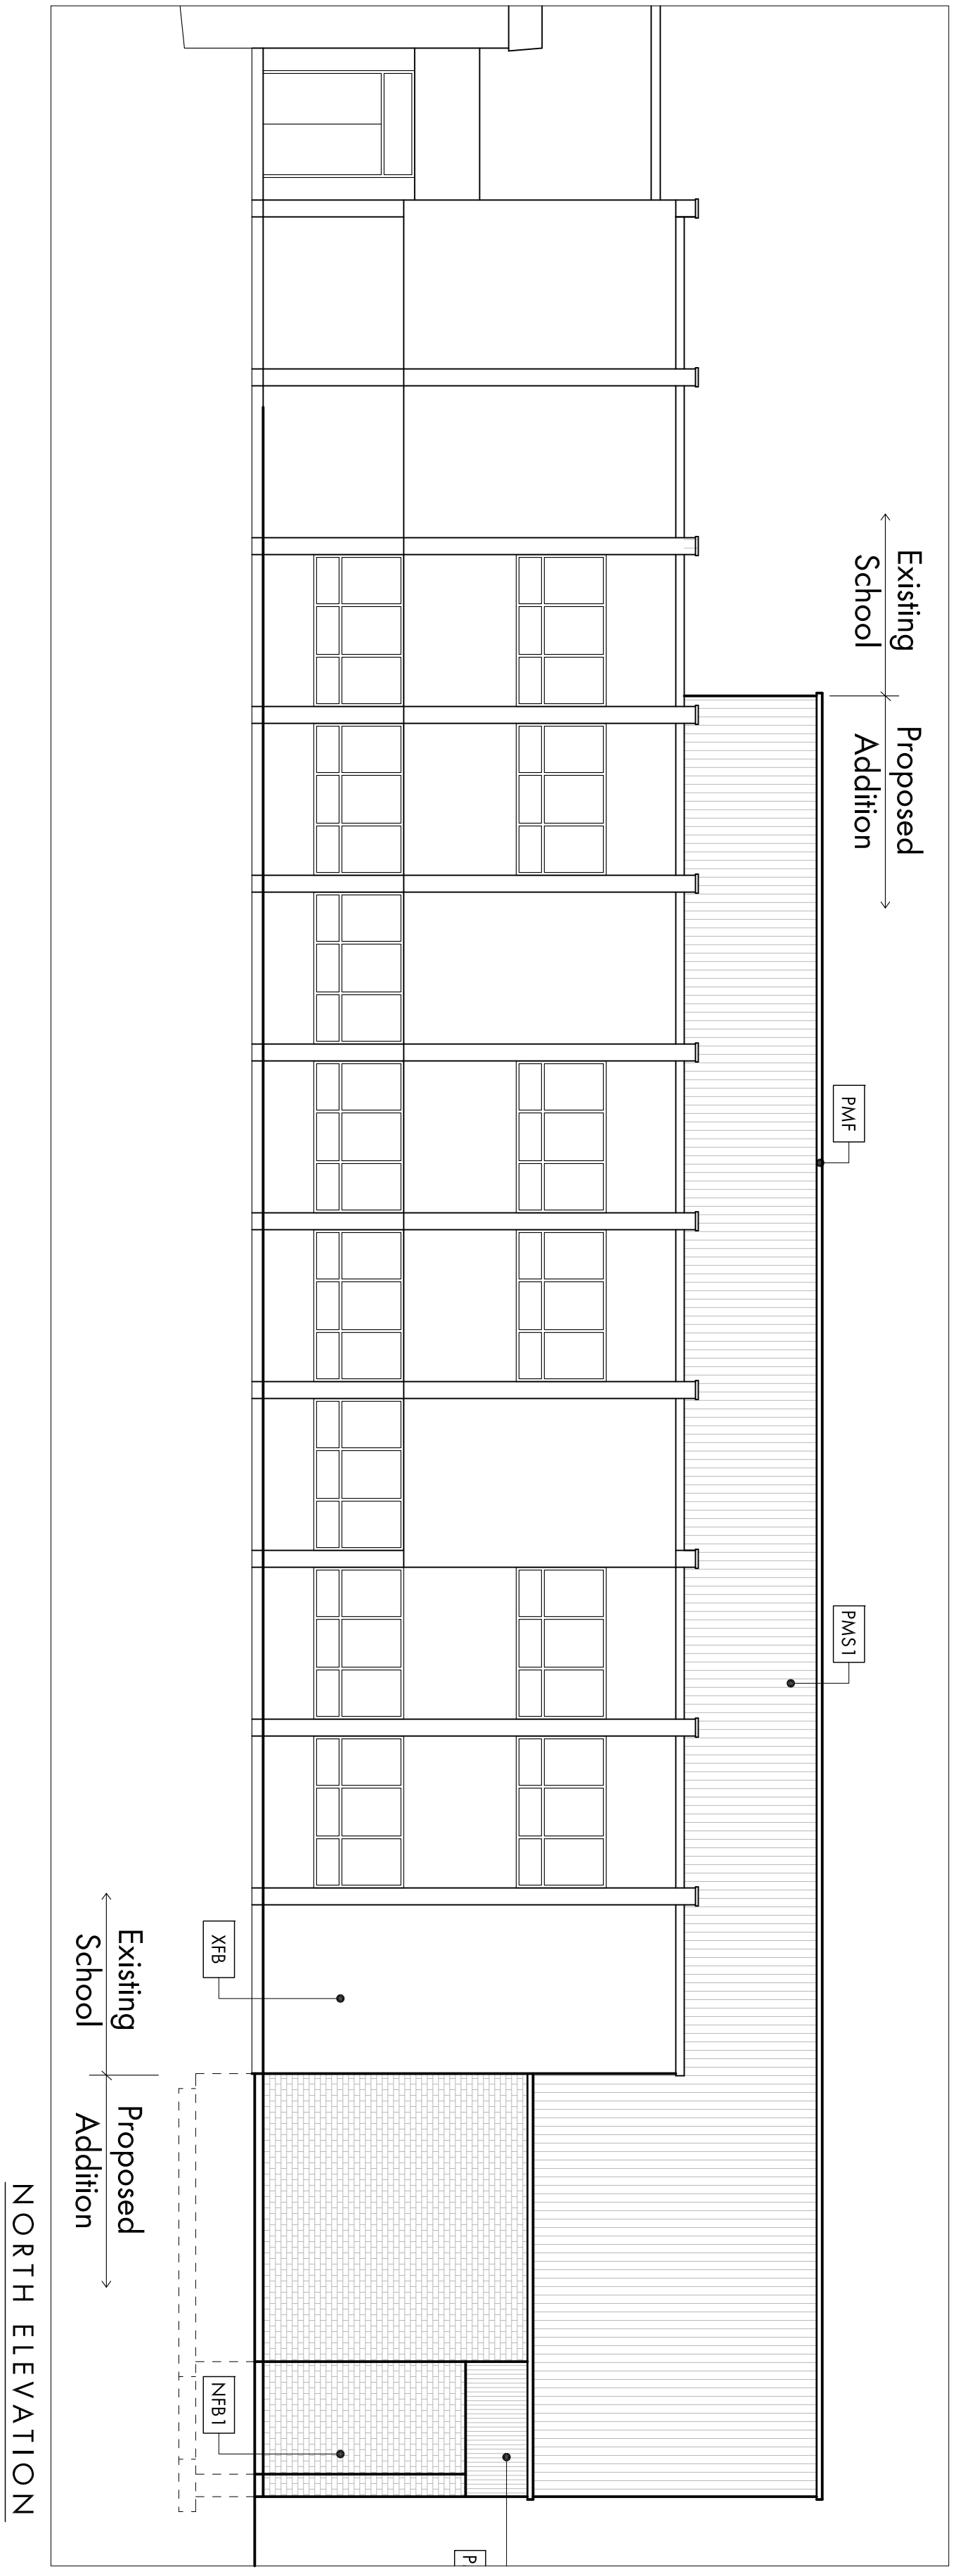 Existing
School
Proposed
Addition
PMF
PMS1
XFB
Existing
School
Proposed
Addition
NFB1
P
NORTH ELEVATION